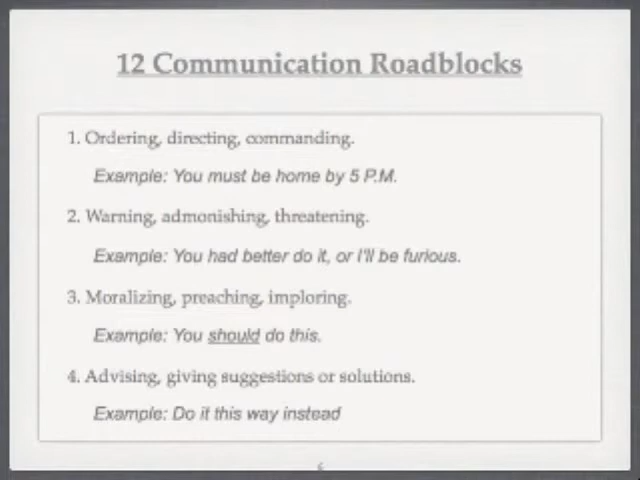 12 Communication Roadblocks
1. Ordering, directing, commanding.
Example: You must be home by 5 P.M.
2. Warning, admonishing, threatening.
Example: You had better do it, or I'll be furious.
3. Moralizing, preaching, imploring.
Example: You should do this.
4. Advising, giving suggestions or solutions.
Example: Do it this way instead